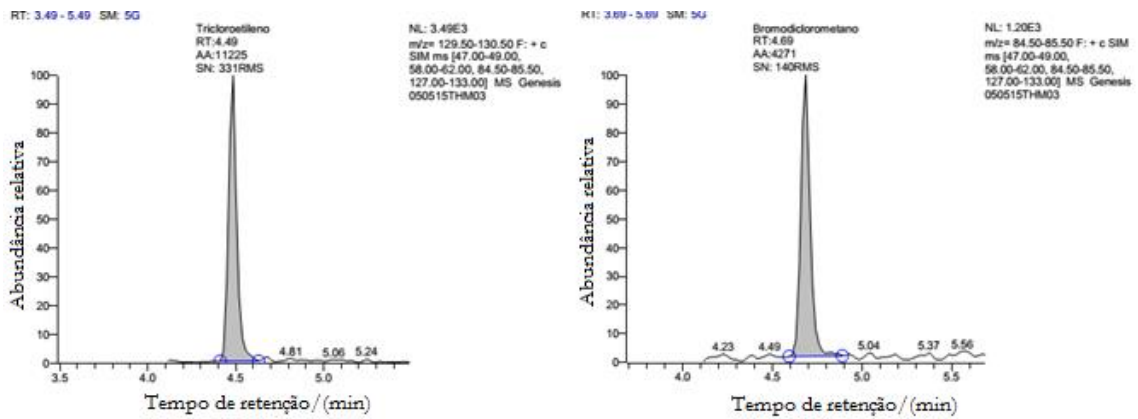 RT: 3.49 - 5.49 SM: 5G
Tricloroetileno
RT:4.49
AA:11225
SN: 331RMS
NL: 3.49E3
m/z= 129.50-130.50 F: + c
SIM ms [47.00-49.00,
58.00-62.00, 84.50-85.50,
127.00-133.00] MS Genesis
050515THM03
Abundância relativa
100
90
80
70
60
50
40
30
20
10
0
4.81
5.06
5.24
3.5
4.0
4.5
5.0
Tempo de retenção/(min)
RT: 3.69 - 5.69 SM: 5G
Bromodiclorometano
RT:4.69
AA:4271
SN: 140RMS
NL: 1.20E3
m/z= 84.50-85.50 F: + c SIM
ms [47.00-49.00,
58.00-62.00, 84.50-85.50,
127.00-133.00] MS Genesis
050515THM03
Abundância relativa
100
90
80
70
60
50
40
30
20
10
0
4.23
4.49
5.04
5.37
5.56
4.0
4.5
5.0
5.5
Tempo de retenção/(min)